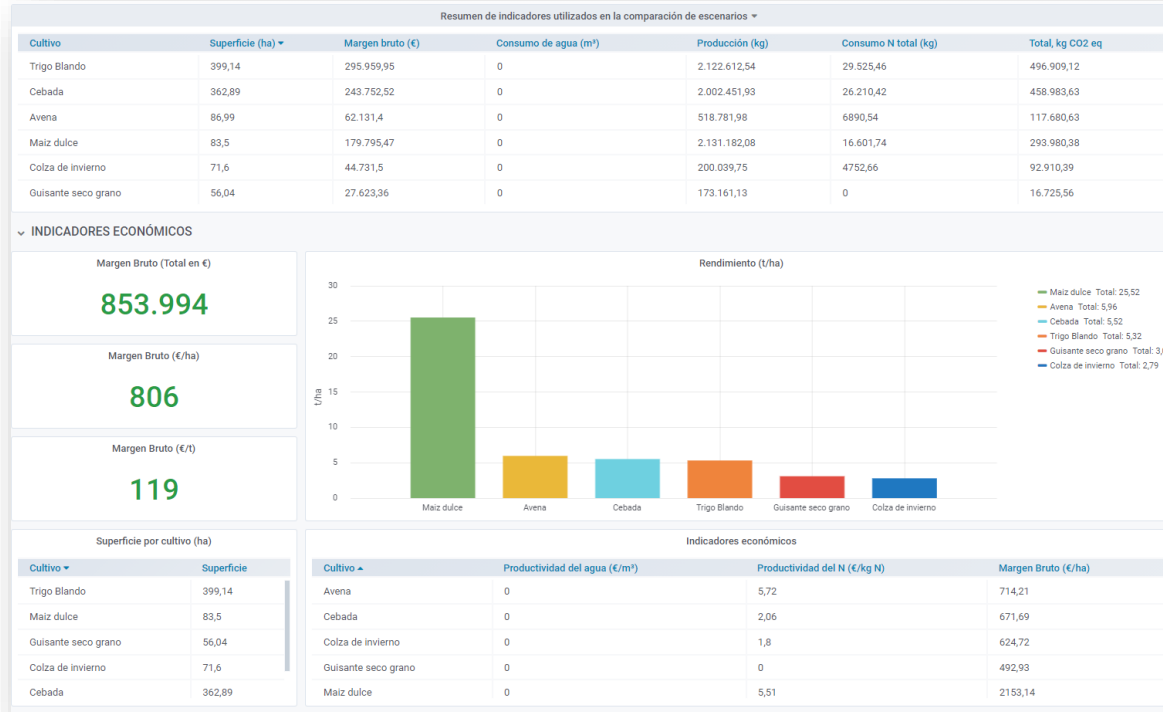 Resumen de indicadores utilizados en la comparación de escenarios
Cultivo Superficie (ha) Margen bruto (€) Consumo de agua (m³) Producción (kg) Consumo N total (kg) Total, kg CO2 eq
Trigo Blando 399,14 295.959,95 0 2.122.612,54 29.525,46 496.909,12
Cebada 362,89 243.752,52 0 2.002.451,93 26.210,42 458.983,63
Avena 86,99 62.131,4 0 518.781,98 6890,54 117.680,63
Maiz dulce 83,5 179.795,47 0 2.131.182,08 16.601,74 293.980,38
Colza de invierno 71,6 44.731,5 0 200.039,75 4752,66 92.910,39
Guisante seco grano 56,04 27.623,36 0 173.161,13 0 16.725,56
INDICADORES ECONÓMICOS
Margen Bruto (Total en €)
853.994
Margen Bruto (€/ha)
806
Margen Bruto (€/t)
119
Rendimiento (t/ha)
30
25
20
15
10
5
0
t/ha
Maiz dulce Avena Cebada Trigo Blando Guisante seco grano Colza de invierno
Maiz dulce Total: 25,52
Avena Total: 5,96
Cebada Total: 5,52
Trigo Blando Total: 5,32
Guisante seco grano Total:
Colza de invierno Total: 2,79
Superficie por cultivo (ha)
Cultivo Superficie
Trigo Blando 399,14
Maiz dulce 83,5
Guisante seco grano 56,04
Colza de invierno 71,6
Cebada 362,89
Indicadores económicos
Cultivo Productividad del agua (€/m³) Productividad del N (€/kg N) Margen Bruto (€/ha)
Avena 0 5,72 714,21
Cebada 0 2,06 671,69
Colza de invierno 0 1,8 624,72
Guisante seco grano 0 0 492,93
Maiz dulce 0 5,51 2153,14